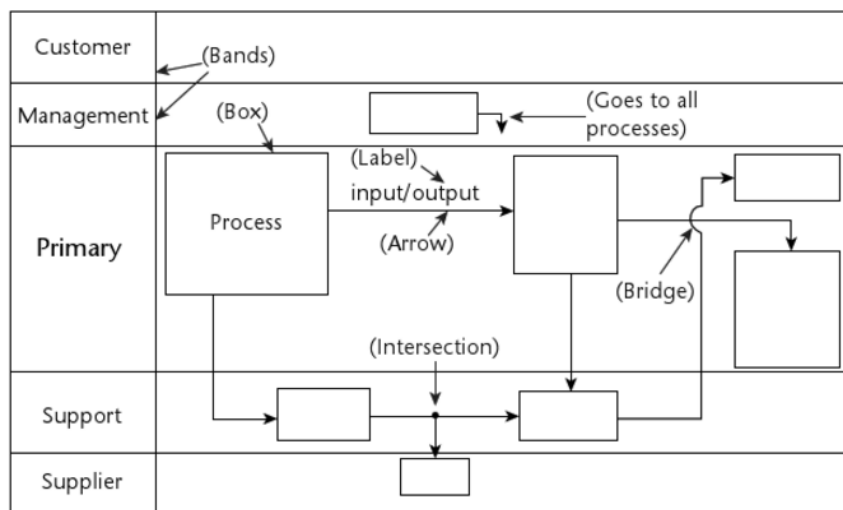 Customer
(Bands)
Management
(Box)
(Goes to all
processes)
(Label)
input/output
Process
(Arrow)
Primary
(Bridge)
(Intersection)
Support
Supplier